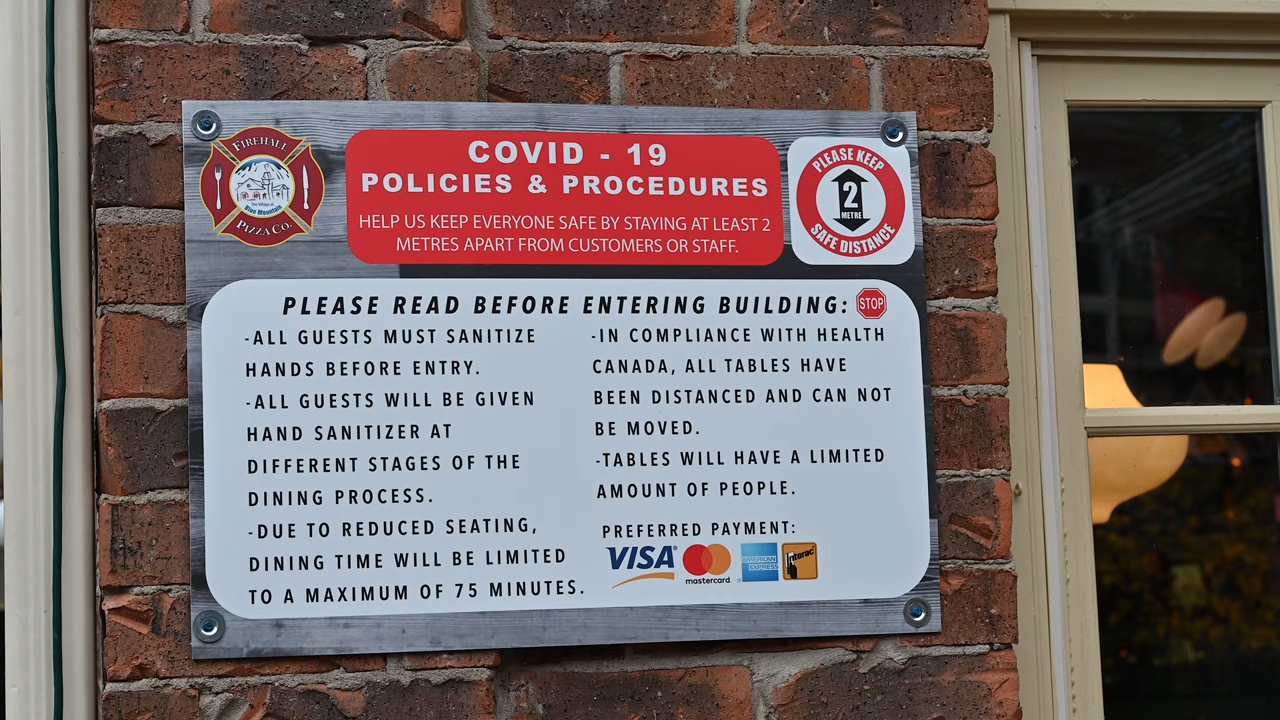 FIREHALL
The Village at
Blue Mountain
PIZZA CO.
COVID - 19
POLICIES & PROCEDURES
HELP US KEEP EVERYONE SAFE BY STAYING AT LEAST 2
METRES APART FROM CUSTOMERS OR STAFF.
PLEASE KEEP
2
METRE
SAFE DISTANCE
PLEASE READ BEFORE ENTERING BUILDING: STOP
-ALL GUESTS MUST SANITIZE
HANDS BEFORE ENTRY.
-ALL GUESTS WILL BE GIVEN
HAND SANITIZER AT
DIFFERENT STAGES OF THE
DINING PROCESS.
-DUE TO REDUCED SEATING,
DINING TIME WILL BE LIMITED
TO A MAXIMUM OF 75 MINUTES.
-IN COMPLIANCE WITH HEALTH
CANADA, ALL TABLES HAVE
BEEN DISTANCED AND CAN NOT
BE MOVED.
-TABLES WILL HAVE A LIMITED
AMOUNT OF PEOPLE.
PREFERRED PAYMENT:
VISA
mastercard.
AMERICAN
EXPRESS
Interac